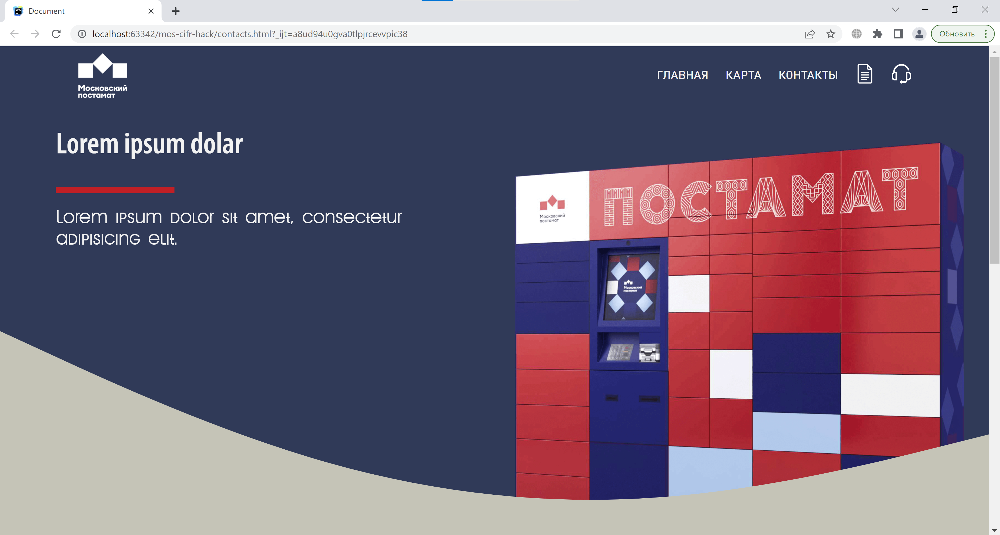 WS
Document
localhost:63342/mos-cifr-hack/contacts.html?_ijt=a8ud94u0gva0tlpjrcevvpic38
Обновить
Московский
постамат
ГЛАВНАЯ
КАРТА
КОНТАКТЫ
Lorem ipsum dolar
Lorem ipsum dolor sit amet, consectetur
adipisicing elit.
Московский
постамат
ПОСТАМАТ
Московский
постамат